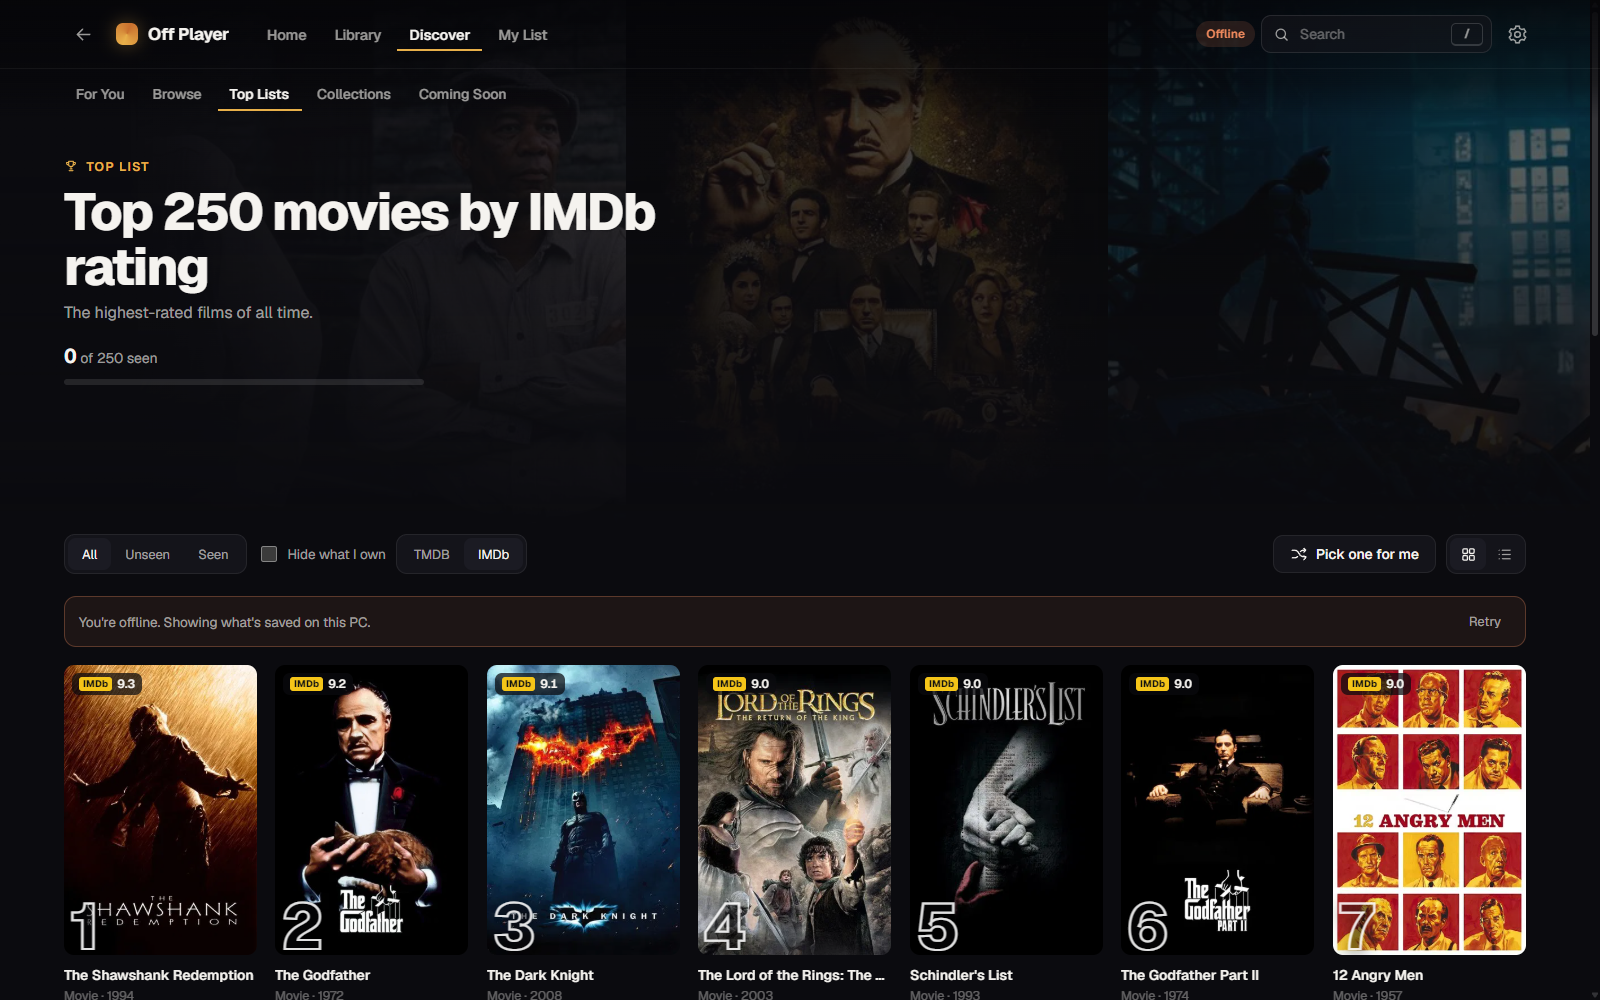 Off Player
Home
Library
Discover
My List
Offline
Search
/
For You
Browse
Top Lists
Collections
Coming Soon
TOP LIST
Top 250 movies by IMDb
rating
The highest-rated films of all time.
0 of 250 seen
All
Unseen
Seen
Hide what I own
TMDB
IMDb
Pick one for me
You're offline. Showing what's saved on this PC.
Retry
IMDb 9.3
THE
SHAWSHANK
REDEMPTION
1
The Shawshank Redemption
Movie · 1994
IMDb 9.2
The
Godfather
2
The Godfather
Movie · 1972
IMDb 9.1
THE DARK KNIGHT
3
The Dark Knight
Movie · 2008
IMDb 9.0
THE LORD OF THE RINGS
THE RETURN OF THE KING
4
The Lord of the Rings: The ...
Movie · 2003
IMDb 9.0
SCHINDLER'S LIST
5
Schindler's List
Movie · 1993
IMDb 9.0
The
Godfather
PART II
6
The Godfather Part II
Movie · 1974
IMDb 9.0
12 ANGRY MEN
7
12 Angry Men
Movie · 1957